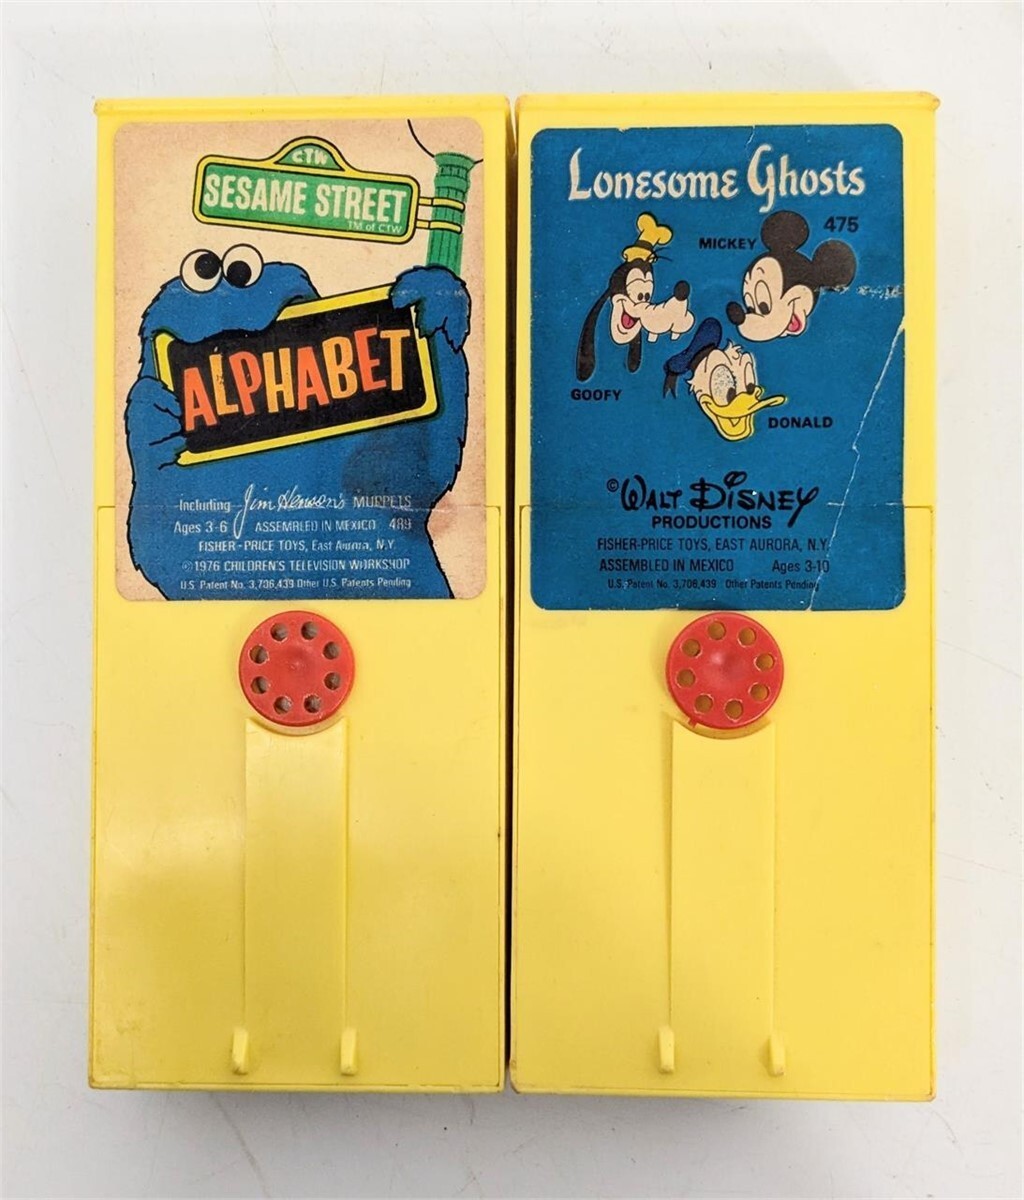 CTW
SESAME STREET
TM of CTW
ALPHABET
Including Jim Henson's MUPPETS
Ages 3-6 ASSEMBLED IN MEXICO 489
FISHER-PRICE TOYS, East Aurora, N.Y.
©1976 CHILDREN'S TELEVISION WORKSHOP
U.S. Patent No. 3,706,439 Other U.S. Patents Pending
Lonesome Ghosts
475
MICKEY
GOOFY
DONALD
©WALT DISNEY
PRODUCTIONS
FISHER-PRICE TOYS, EAST AURORA, N.Y.
ASSEMBLED IN MEXICO Ages 3-10
U.S. Patent No. 3,706,439 Other Patents Pending